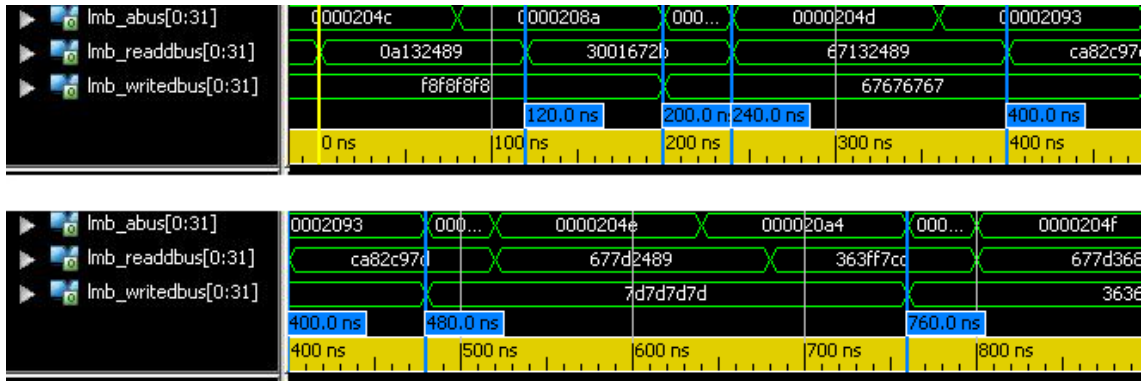 lmb_abus[0:31] 0000204c 0000208a 000... 0000204d 00002093
lmb_readdbus[0:31] 0a132489 3001672b 67132489 ca82c97d
lmb_writedbus[0:31] f8f8f8f8 67676767
120.0 ns 200.0 n 240.0 ns 400.0 ns
0 ns 100 ns 200 ns 300 ns 400 ns
lmb_abus[0:31] 0002093 000... 0000204e 000020a4 000... 0000204f
lmb_readdbus[0:31] ca82c97d 677d2489 363ff7cc 677d368
lmb_writedbus[0:31] 7d7d7d7d 3636
400.0 ns 480.0 ns 760.0 ns
400 ns 500 ns 600 ns 700 ns 800 ns